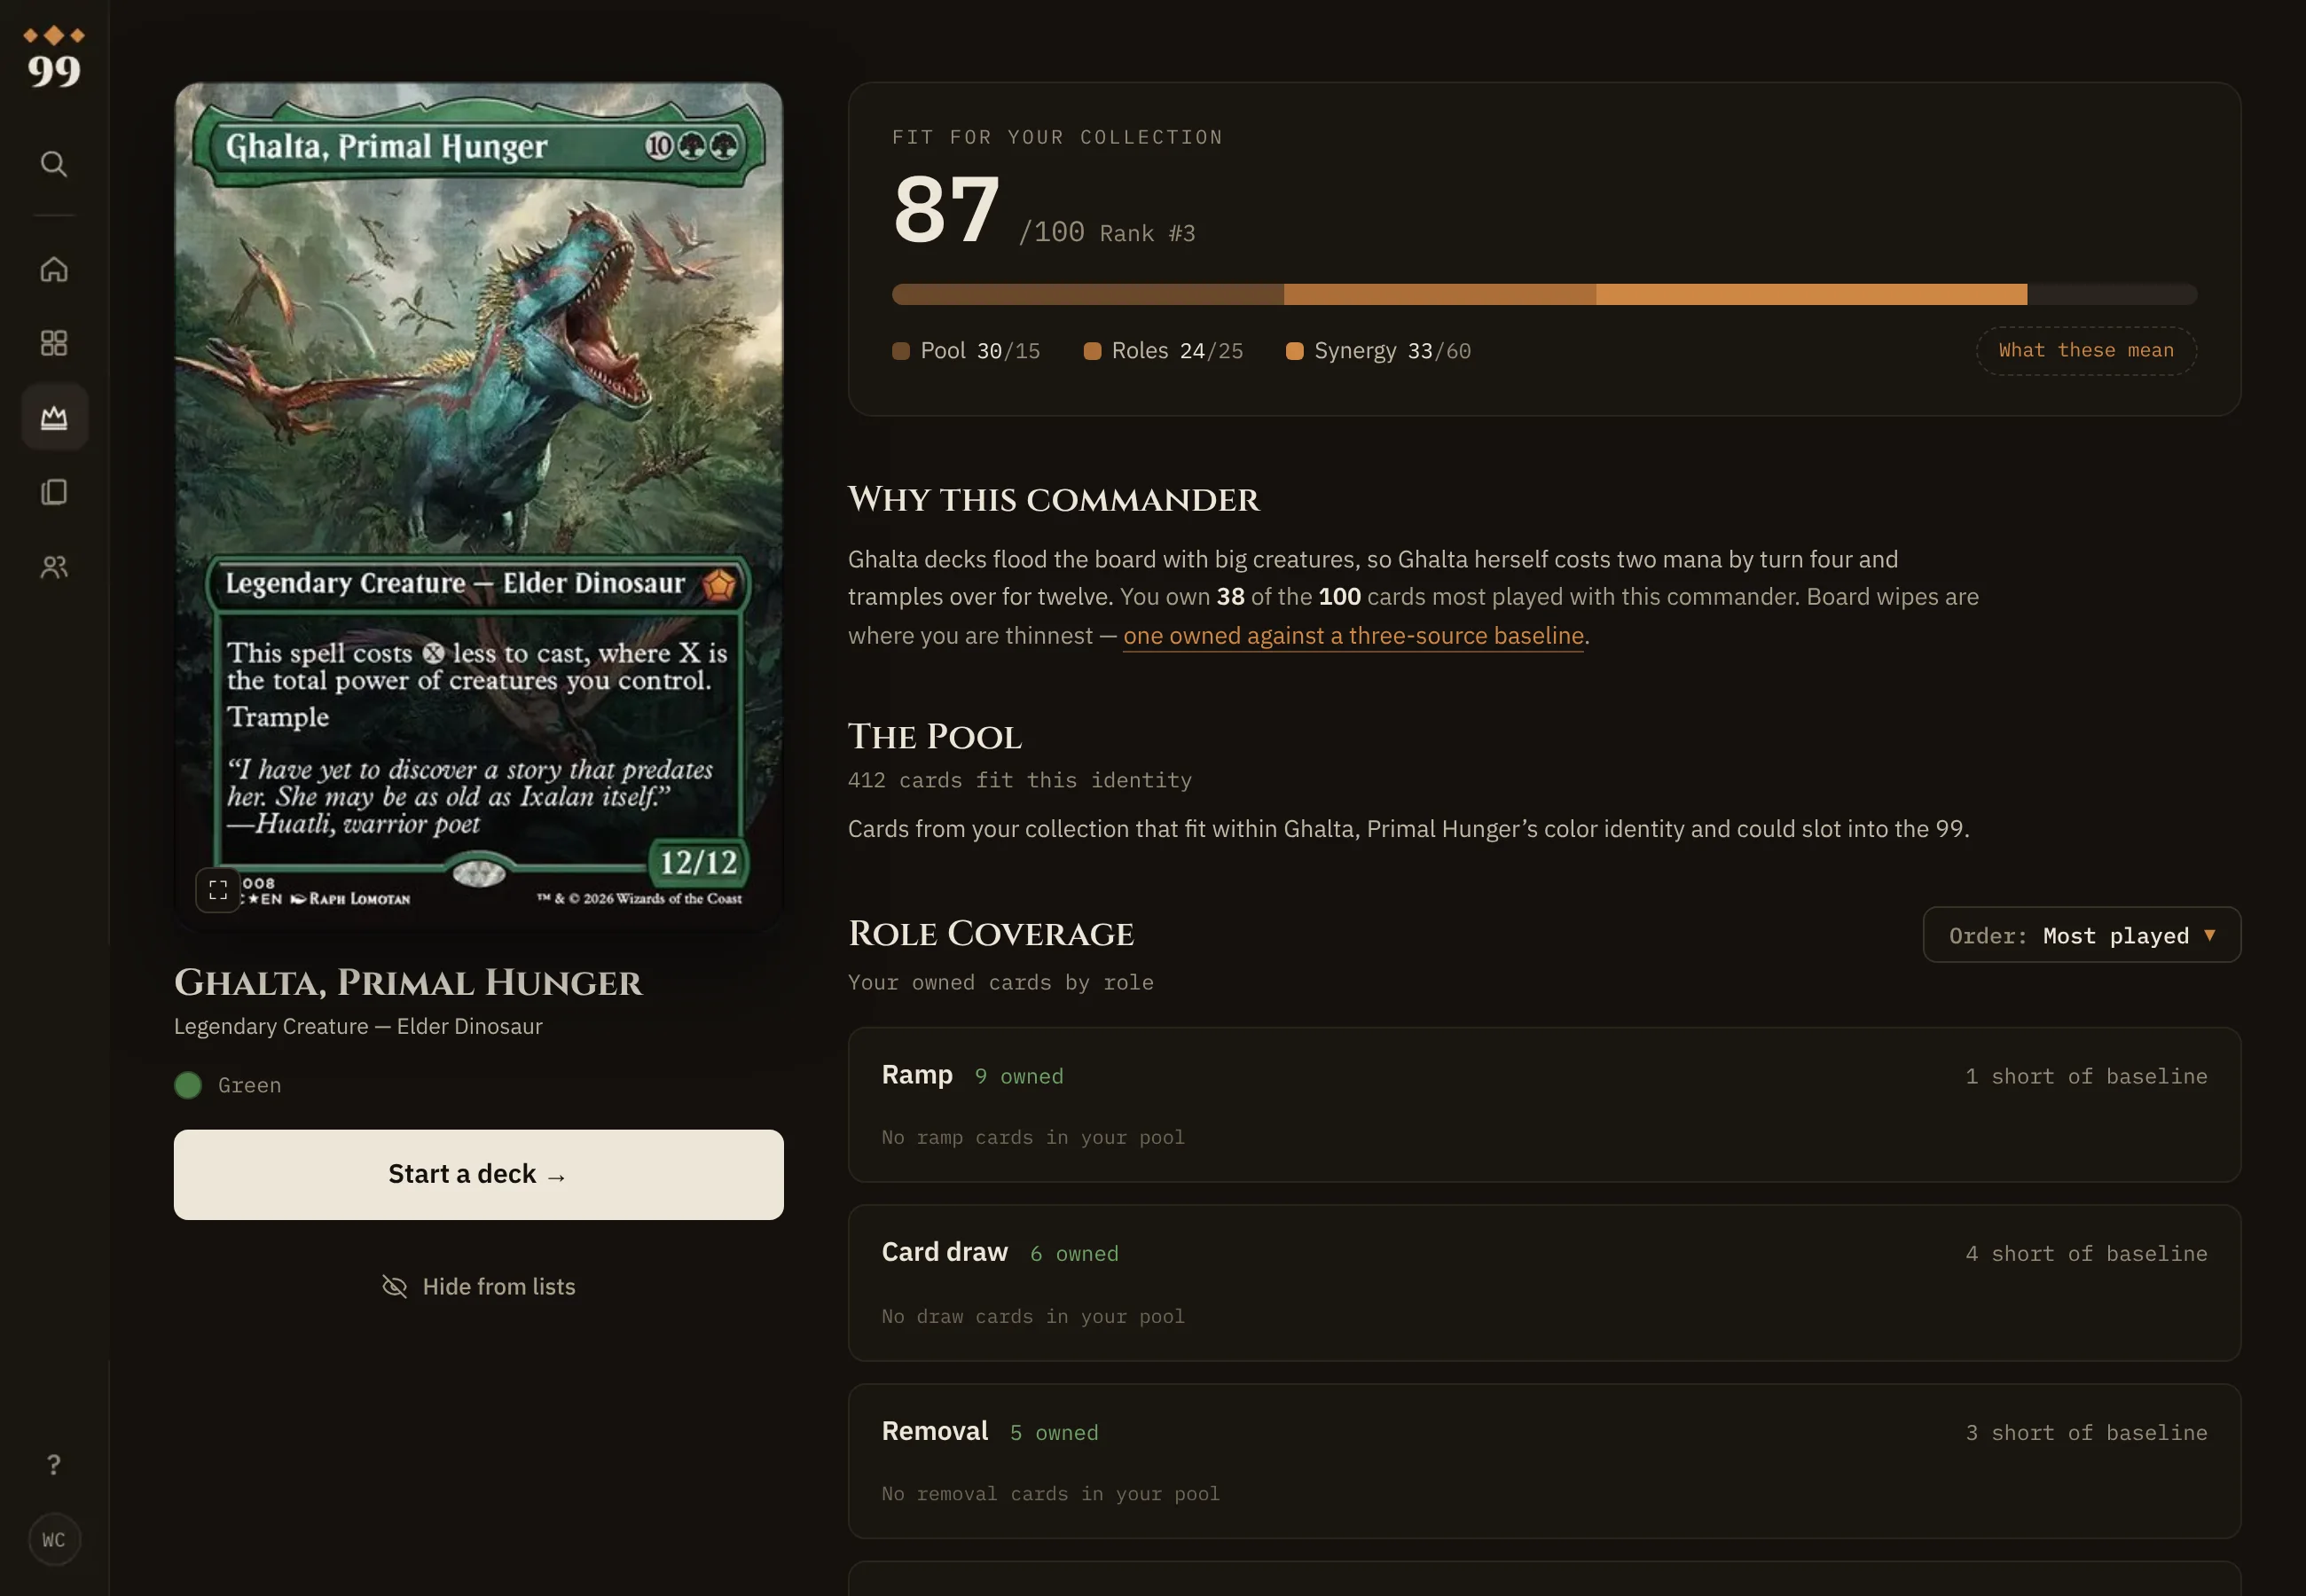 99
Ghalta, Primal Hunger 10
Legendary Creature — Elder Dinosaur
This spell costs X less to cast, where X is
the total power of creatures you control.
Trample
“I have yet to discover a story that predates
her. She may be as old as Ixalan itself.”
—Huatli, warrior poet
12/12
008
★EN RAPH LOMOTAN
™ & © 2026 Wizards of the Coast
GHALTA, PRIMAL HUNGER
Legendary Creature — Elder Dinosaur
Green
Start a deck →
Hide from lists
FIT FOR YOUR COLLECTION
87 /100 Rank #3
Pool 30/15 Roles 24/25 Synergy 33/60
What these mean
WHY THIS COMMANDER
Ghalta decks flood the board with big creatures, so Ghalta herself costs two mana by turn four and
tramples over for twelve. You own 38 of the 100 cards most played with this commander. Board wipes are
where you are thinnest — one owned against a three-source baseline.
THE POOL
412 cards fit this identity
Cards from your collection that fit within Ghalta, Primal Hunger’s color identity and could slot into the 99.
ROLE COVERAGE
Order: Most played ▼
Your owned cards by role
Ramp 9 owned
1 short of baseline
No ramp cards in your pool
Card draw 6 owned
4 short of baseline
No draw cards in your pool
Removal 5 owned
3 short of baseline
No removal cards in your pool
?
WC